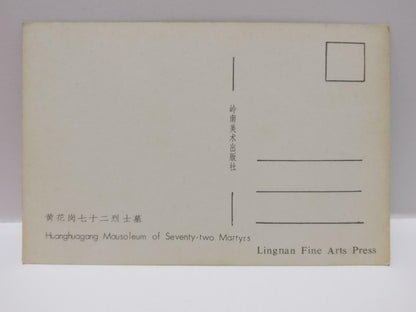 岭南美术出版社
黄花岗七十二烈士墓
Huanghuagang Mausoleum of Seventy-two Martyrs
Lingnan Fine Arts Press